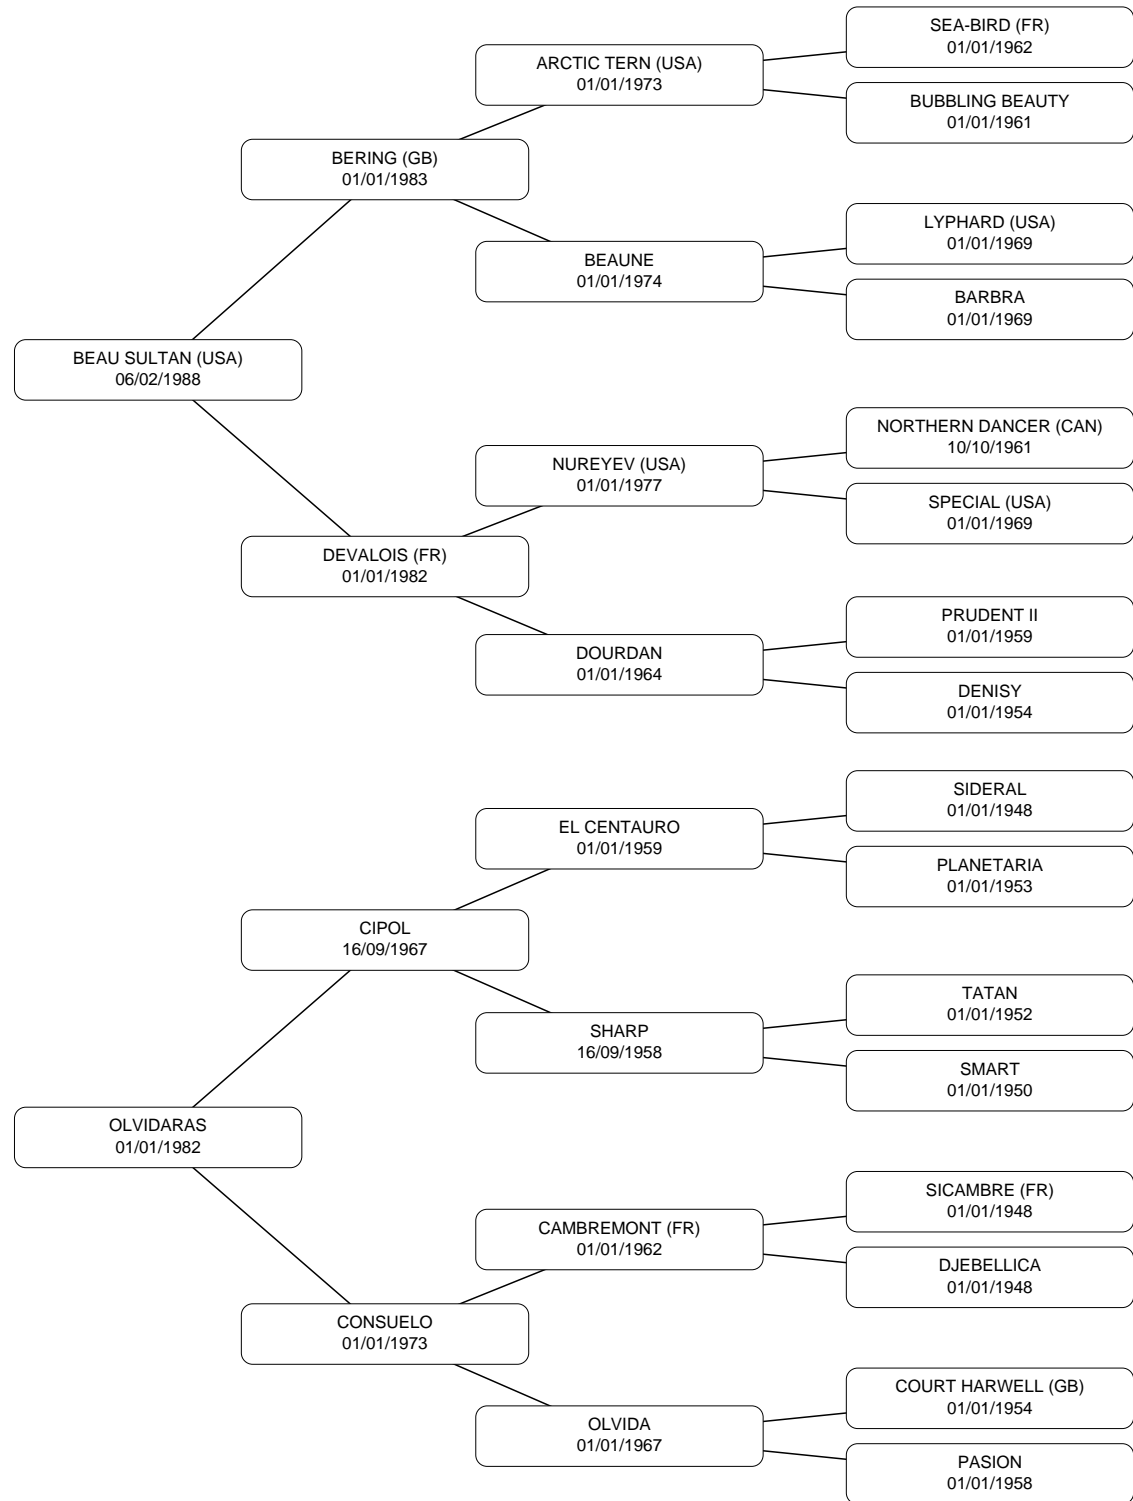 SEA-BIRD (FR)
01/01/1962
ARCTIC TERN (USA)
01/01/1973
BUBBLING BEAUTY
01/01/1961
BERING (GB)
01/01/1983
LYPHARD (USA)
01/01/1969
BEAUNE
01/01/1974
BARBRA
01/01/1969
BEAU SULTAN (USA)
06/02/1988
NORTHERN DANCER (CAN)
10/10/1961
NUREYEV (USA)
01/01/1977
SPECIAL (USA)
01/01/1969
DEVALOIS (FR)
01/01/1982
PRUDENT II
01/01/1959
DOURDAN
01/01/1964
DENISY
01/01/1954
SIDERAL
01/01/1948
EL CENTAURO
01/01/1959
PLANETARIA
01/01/1953
CIPOL
16/09/1967
TATAN
01/01/1952
SHARP
16/09/1958
SMART
01/01/1950
OLVIDARAS
01/01/1982
SICAMBRE (FR)
01/01/1948
CAMBREMONT (FR)
01/01/1962
DJEBELLICA
01/01/1948
CONSUELO
01/01/1973
COURT HARWELL (GB)
01/01/1954
OLVIDA
01/01/1967
PASION
01/01/1958